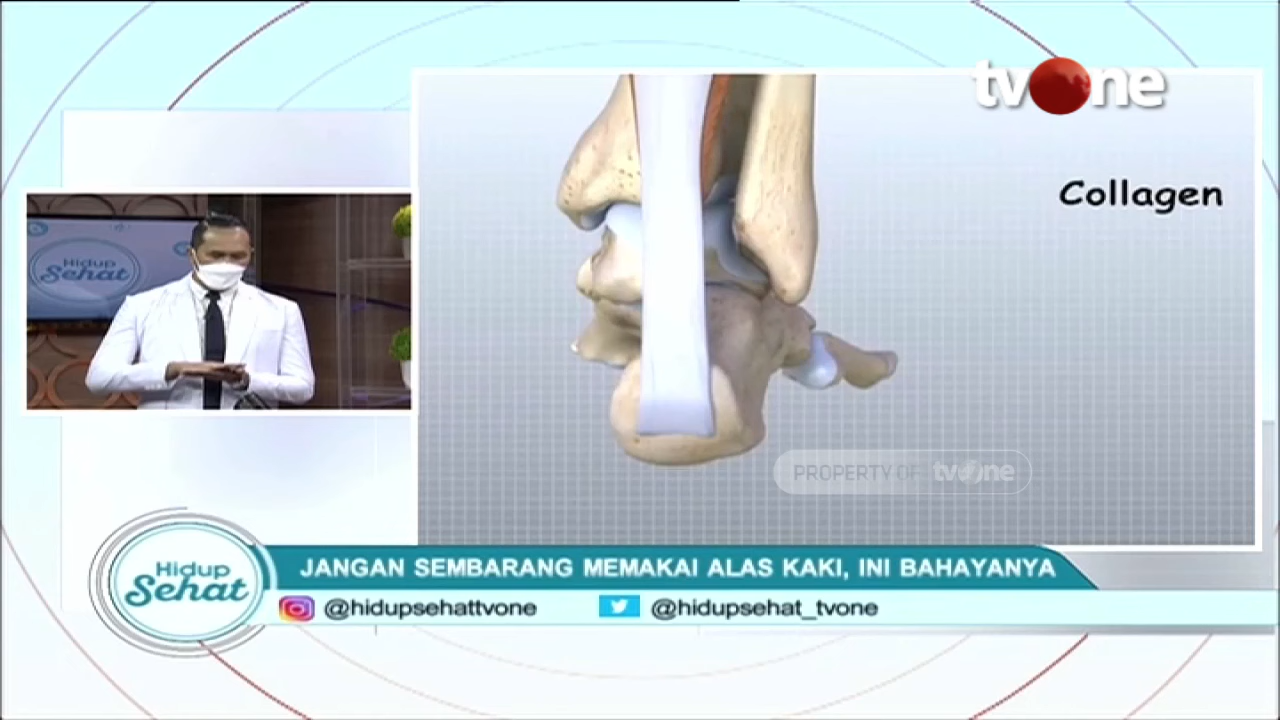 tvOne
Collagen
Hidup
Sehat
PROPERTY OF tvOne
Hidup
Sehat
JANGAN SEMBARANG MEMAKAI ALAS KAKI, INI BAHAYANYA
@hidupsehattvone
@hidupsehat_tvone